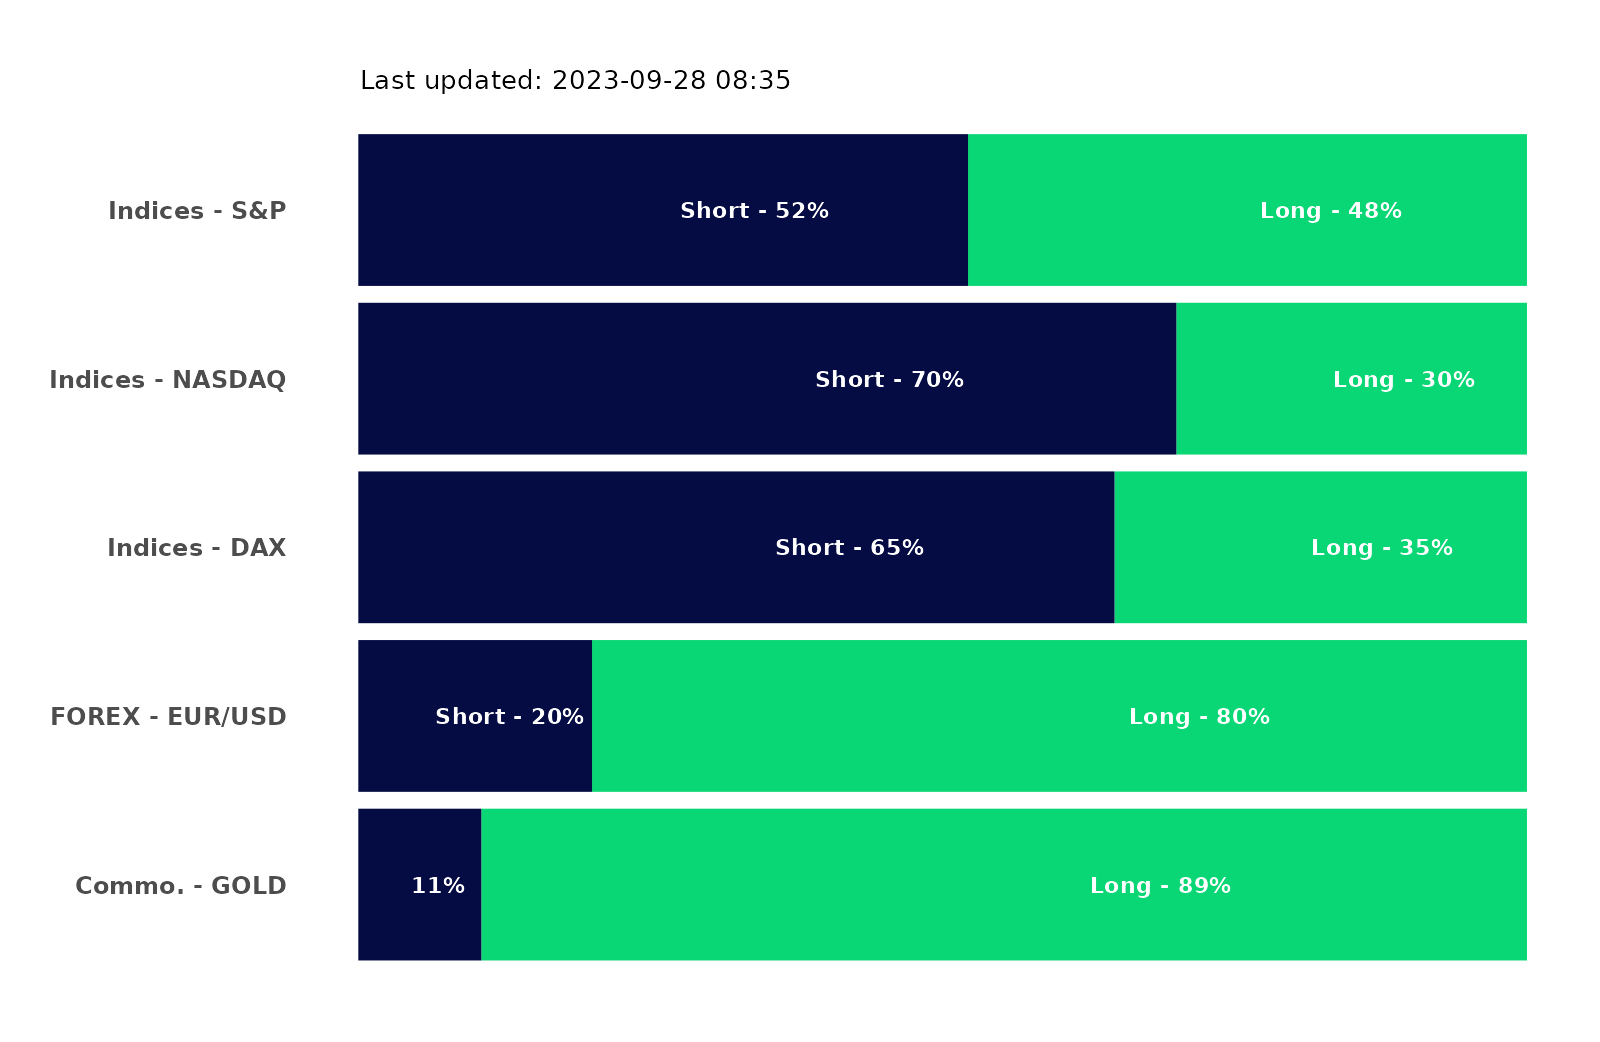 Last updated: 2023-09-28 08:35
Indices - S&P Short - 52% Long - 48%
Indices - NASDAQ Short - 70% Long - 30%
Indices - DAX Short - 65% Long - 35%
FOREX - EUR/USD Short - 20% Long - 80%
Commo. - GOLD 11% Long - 89%